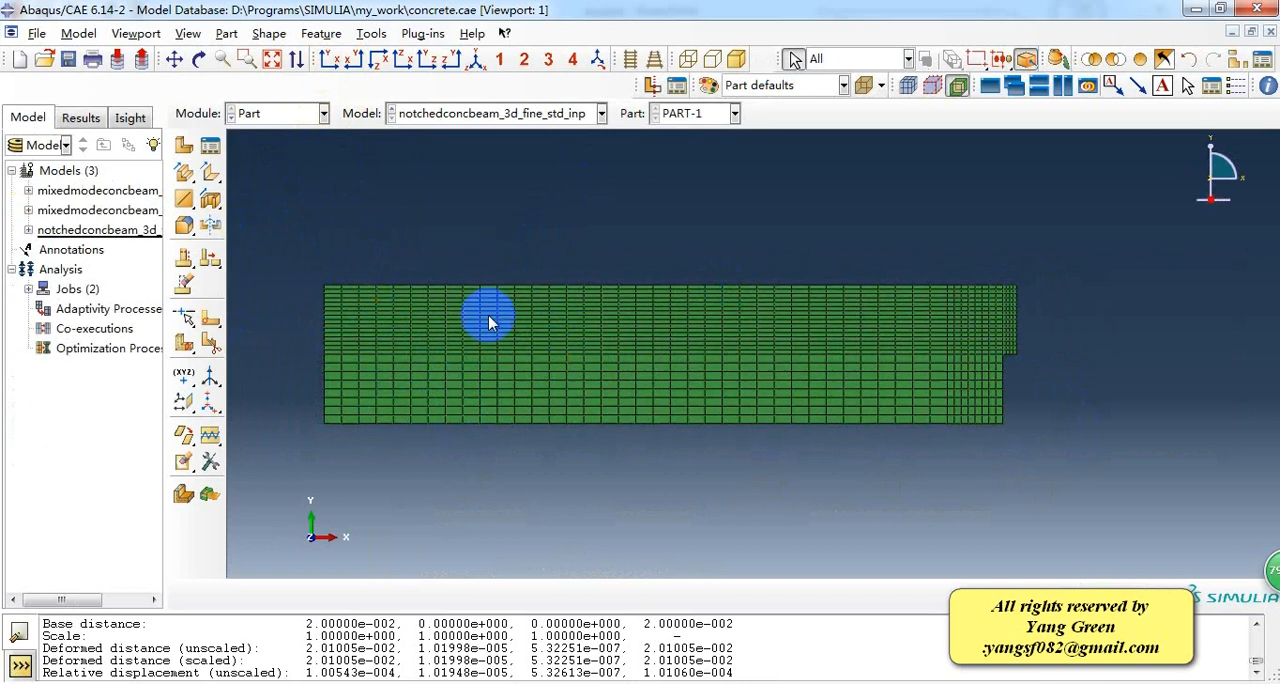 Abaqus/CAE 6.14-2 - Model Database: D:\Programs\SIMULIA\my_work\concrete.cae [Viewport: 1]
File Model Viewport View Part Shape Feature Tools Plug-ins Help
1 2 3 4 All
Part defaults
Model Results Isight
Module: Part Model: notchedconcbeam_3d_fine_std_inp Part: PART-1
Mode
Models (3)
mixedmodeconcbeam_
mixedmodeconcbeam_
notchedconcbeam_3d_
Annotations
Analysis
Jobs (2)
Adaptivity Processe
Co-executions
Optimization Proce
Y
X
Y
Z
X
79
SIMULIA
All rights reserved by
Yang Green
yangsf082@gmail.com
Base distance: 2.00000e-002, 0.00000e+000, 0.00000e+000, 2.00000e-002
Scale: 1.00000e+000, 1.00000e+000, 1.00000e+000, -
Deformed distance (unscaled): 2.01005e-002, 1.01998e-005, 5.32251e-007, 2.01005e-002
Deformed distance (scaled): 2.01005e-002, 1.01998e-005, 5.32251e-007, 2.01005e-002
Relative displacement (unscaled): 1.00543e-004, 1.01948e-005, 5.32613e-007, 1.01060e-004